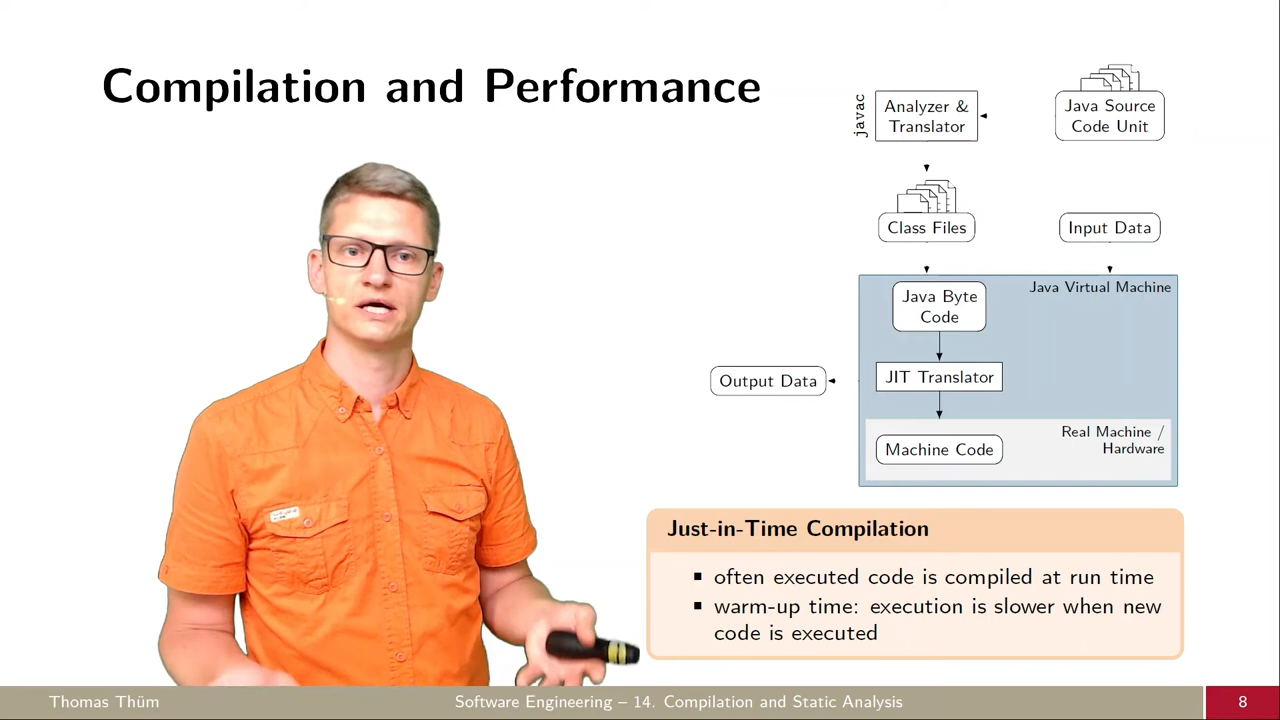 Compilation and Performance
javac
Analyzer &
Translator
Java Source
Code Unit
Class Files
Input Data
Java Virtual Machine
Java Byte
Code
JIT Translator
Output Data
Real Machine /
Hardware
Machine Code
Just-in-Time Compilation
▪ often executed code is compiled at run time
▪ warm-up time: execution is slower when new
code is executed
Thomas Thüm
Software Engineering – 14. Compilation and Static Analysis
8